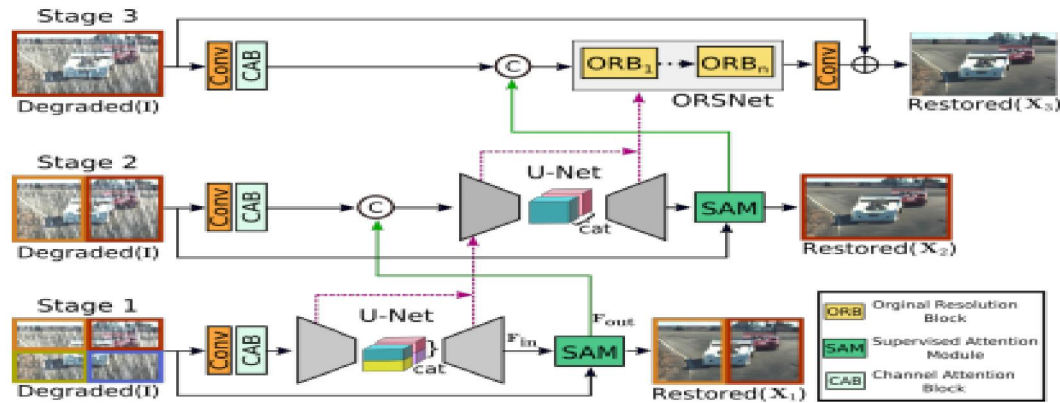 Stage 3
Conv
CAB
Degraded(I)
C
ORB1
ORBn
ORSNet
Conv
Restored(X3)
Stage 2
Conv
CAB
Degraded(I)
C
U-Net
cat
SAM
Restored(X2)
Stage 1
Conv
CAB
Degraded(I)
U-Net
cat
Fin
Fout
SAM
Restored(X1)
ORB Orginal Resolution
Block
SAM Supervised Attention
Module
CAB Channel Attention
Block